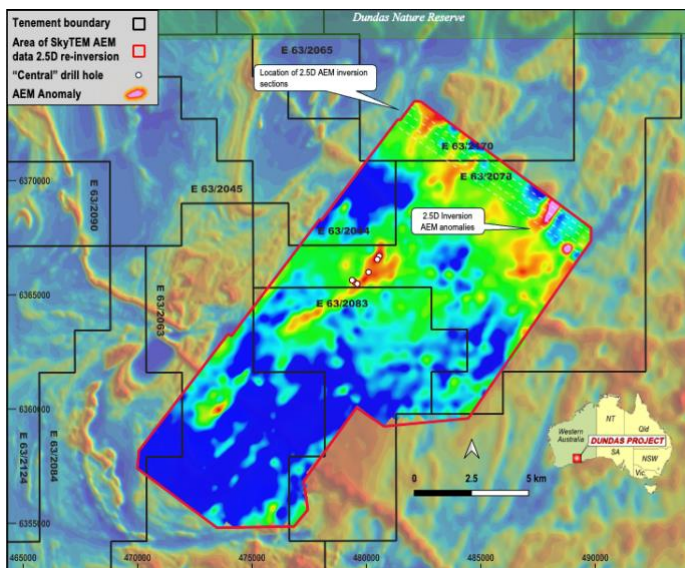 Dundas Nature Reserve
Tenement boundary
Area of SkyTEM AEM
data 2.5D re-inversion
“Central” drill hole
AEM Anomaly
E 63/2065
Location of 2.5D AEM inversion
sections
E 63/2170
E 63/2078
6370000
E 63/2045
E 63/2090
2.5D Inversion
AEM anomalies
E 63/2063
6365000
E 63/2083
6360000
E 63/2124
E 63/2084
6355000
NT
Western
Australia
Qld
DUNDAS PROJECT
SA
NSW
Vic
0
2.5
5 km
465000
470000
475000
480000
485000
490000